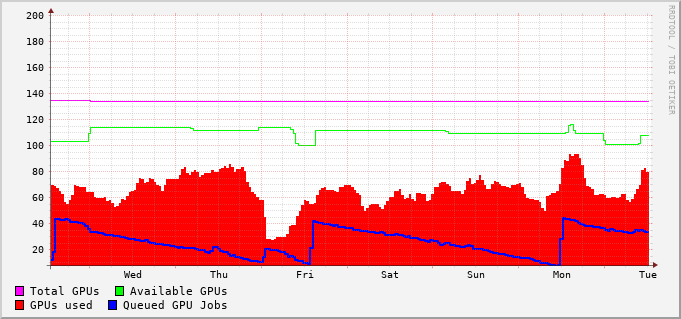 200
180
160
140
120
100
80
60
40
20
Wed Thu Fri Sat Sun Mon Tue
Total GPUs Available GPUs
GPUs used Queued GPU Jobs
RRDTOOL / TOBI OETIKER